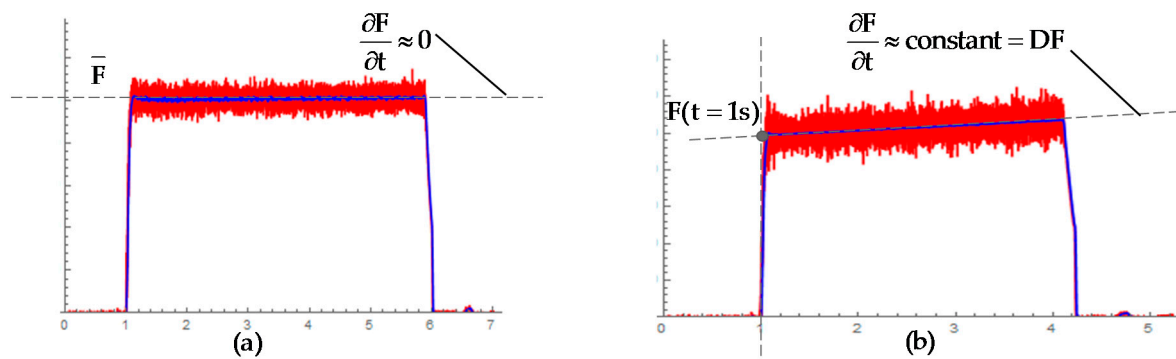 F̅
∂F/∂t ≈ 0
0 1 2 3 4 5 6 7
(a)
∂F/∂t ≈ constant = DF
F(t = 1s)
0 1 2 3 4 5
(b)